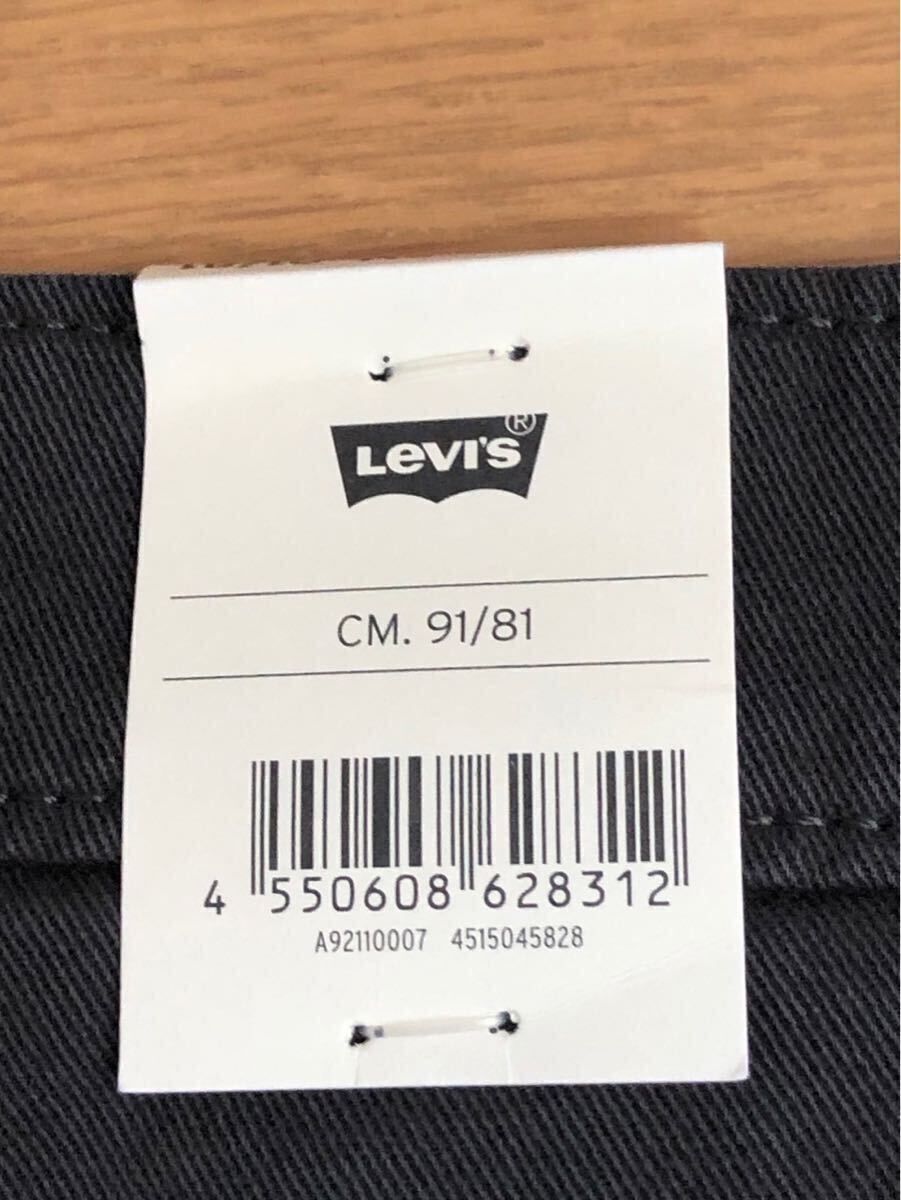 Levi's®
CM. 91/81
4 550608 628312
A92110007 4515045828